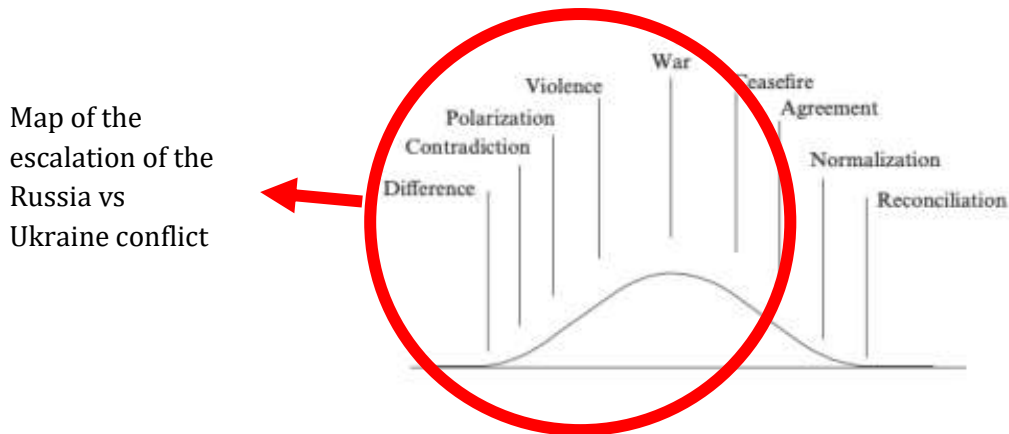 Map of the
escalation of the
Russia vs
Ukraine conflict
War
Violence
Ceasefire
Polarization
Agreement
Contradiction
Normalization
Difference
Reconciliation